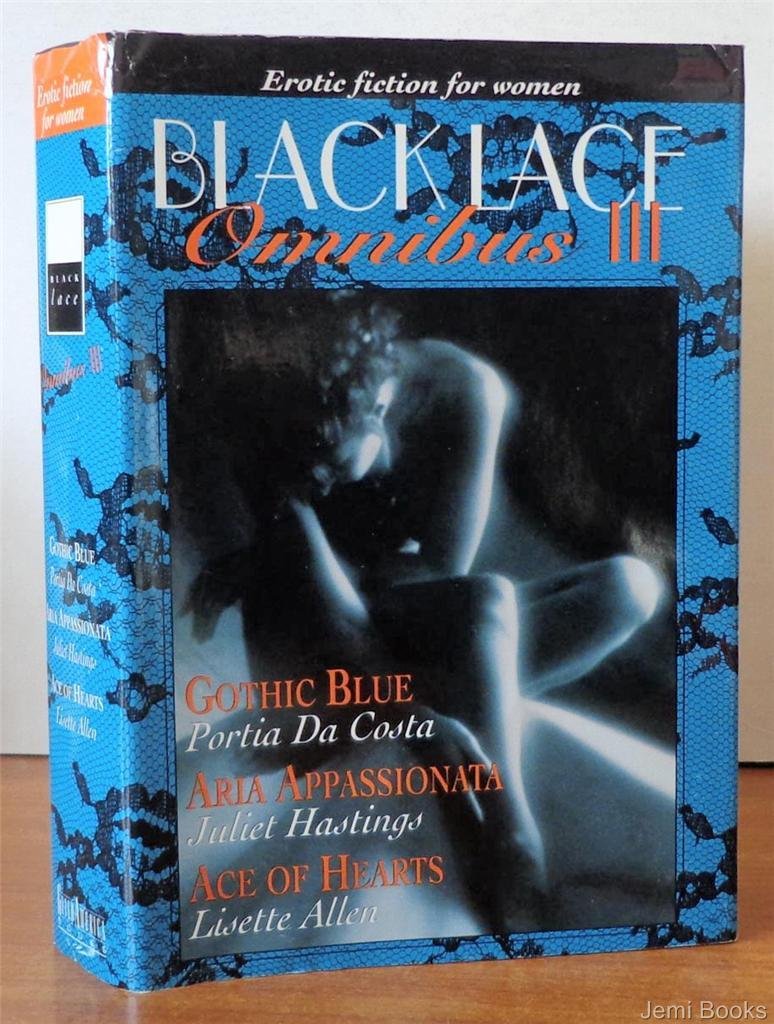 Erotic fiction for women
BLACK LACE
Omnibus III
GOTHIC BLUE
Portia Da Costa
ARIA APPASSIONATA
Juliet Hastings
ACE OF HEARTS
Lisette Allen
Erotic fiction
for women
BLACK
lace
Omnibus III
GOTHIC BLUE
Portia Da Costa
ARIA APPASSIONATA
Juliet Hastings
ACE OF HEARTS
Lisette Allen
Jemi Books